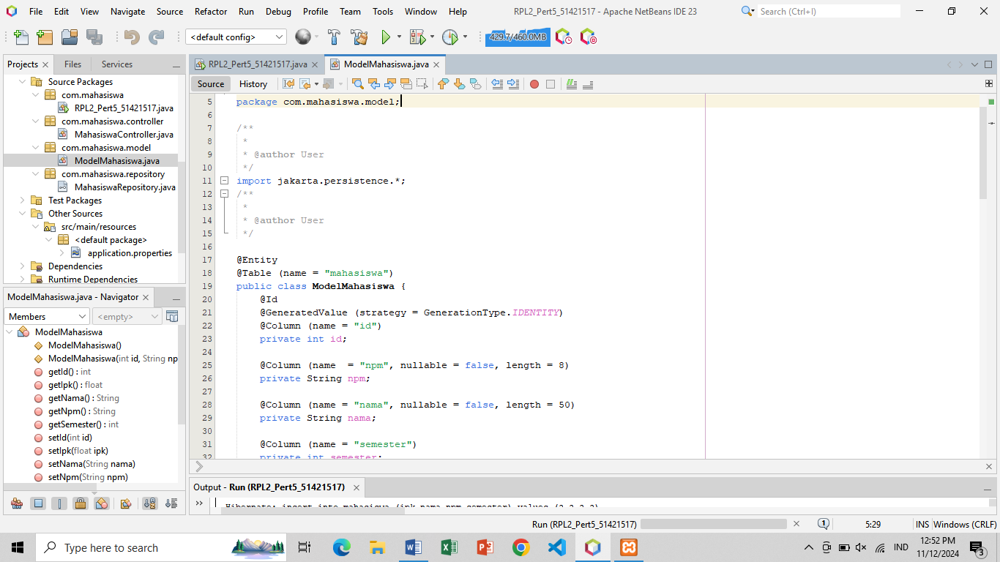 File Edit View Navigate Source Refactor Run Debug Profile Team Tools Window Help
RPL2_Pert5_51421517 - Apache NetBeans IDE 23
Search (Ctrl+I)
<default config>
429.7/460.0MB
Projects Files Services
Source Packages
com.mahasiswa
RPL2_Pert5_51421517.java
com.mahasiswa.controller
MahasiswaController.java
com.mahasiswa.model
ModelMahasiswa.java
com.mahasiswa.repository
MahasiswaRepository.java
Test Packages
Other Sources
src/main/resources
<default package>
application.properties
Dependencies
Runtime Dependencies
ModelMahasiswa.java - Navigator
Members <empty>
ModelMahasiswa
ModelMahasiswa()
ModelMahasiswa(int id, String np
getId() : int
getIpk() : float
getNama() : String
getNpm() : String
getSemester() : int
setId(int id)
setIpk(float ipk)
setNama(String nama)
setNpm(String npm)
RPL2_Pert5_51421517.java ModelMahasiswa.java
Source History
5 package com.mahasiswa.model;
6
7 /**
8 *
9 * @author User
10 */
11 import jakarta.persistence.*;
12 /**
13 *
14 * @author User
15 */
16
17 @Entity
18 @Table (name = "mahasiswa")
19 public class ModelMahasiswa {
20 @Id
21 @GeneratedValue (strategy = GenerationType.IDENTITY)
22 @Column (name = "id")
23 private int id;
24
25 @Column (name  = "npm", nullable = false, length = 8)
26 private String npm;
27
28 @Column (name = "nama", nullable = false, length = 50)
29 private String nama;
30
31 @Column (name = "semester")
32 private int semester;
Output - Run (RPL2_Pert5_51421517)
Hibernate: insert into mahasiswa (ipk,nama,npm,semester) values (?,?,?,?)
Run (RPL2_Pert5_51421517)
1
5:29
INS Windows (CRLF)
Type here to search
IND
12:52 PM
11/12/2024
3